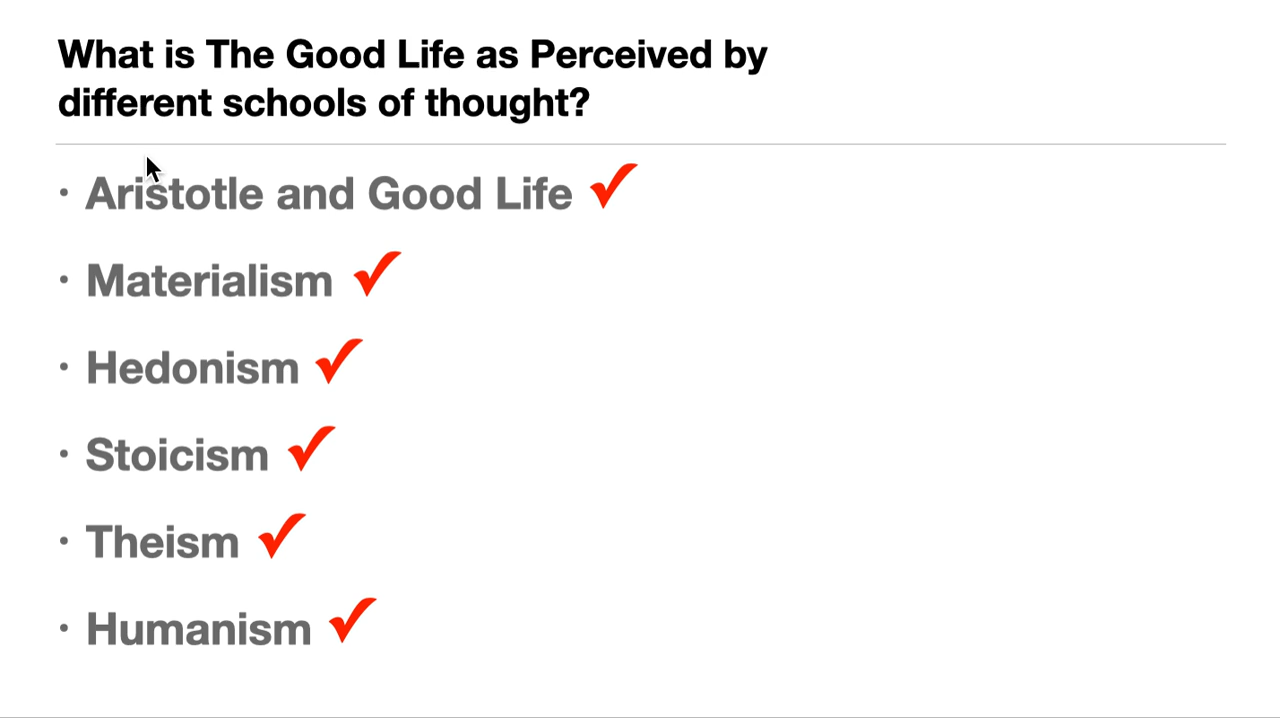 What is The Good Life as Perceived by
different schools of thought?
• Aristotle and Good Life ✓
• Materialism ✓
• Hedonism ✓
• Stoicism ✓
• Theism ✓
• Humanism ✓